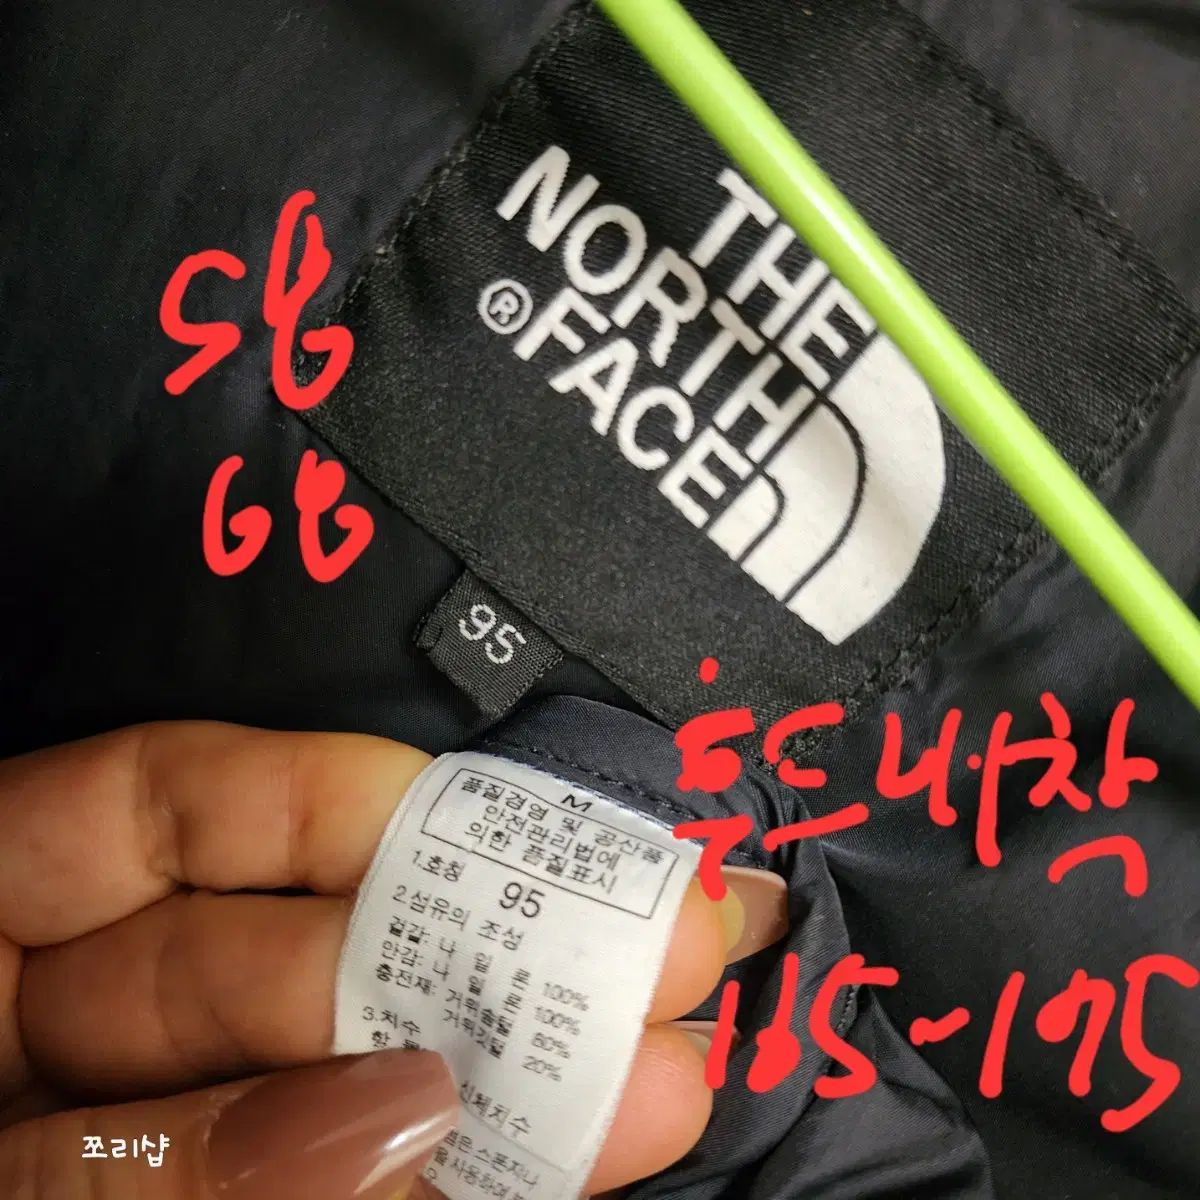 THE
NORTH
FACE
®
58
68
95
후드내착
165-175
M
품질경영 및 공산품
안전관리법에
의한 품질표시
1.호칭 95
2.섬유의 조성
겉감: 나 일 론 100%
안감: 나 일 론 100%
충전재: 거위솜털 80%
거위깃털 20%
3.치수
신체치수
쪼리샵